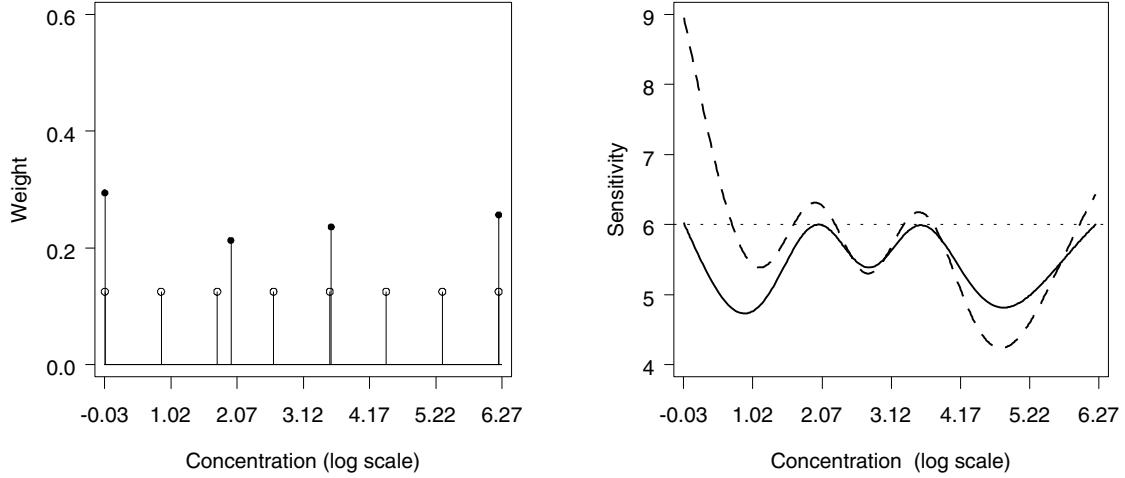 0.6
0.4
0.2
0.0
Weight
-0.03 1.02 2.07 3.12 4.17 5.22 6.27
Concentration (log scale)
9
8
7
6
5
4
Sensitivity
-0.03 1.02 2.07 3.12 4.17 5.22 6.27
Concentration (log scale)